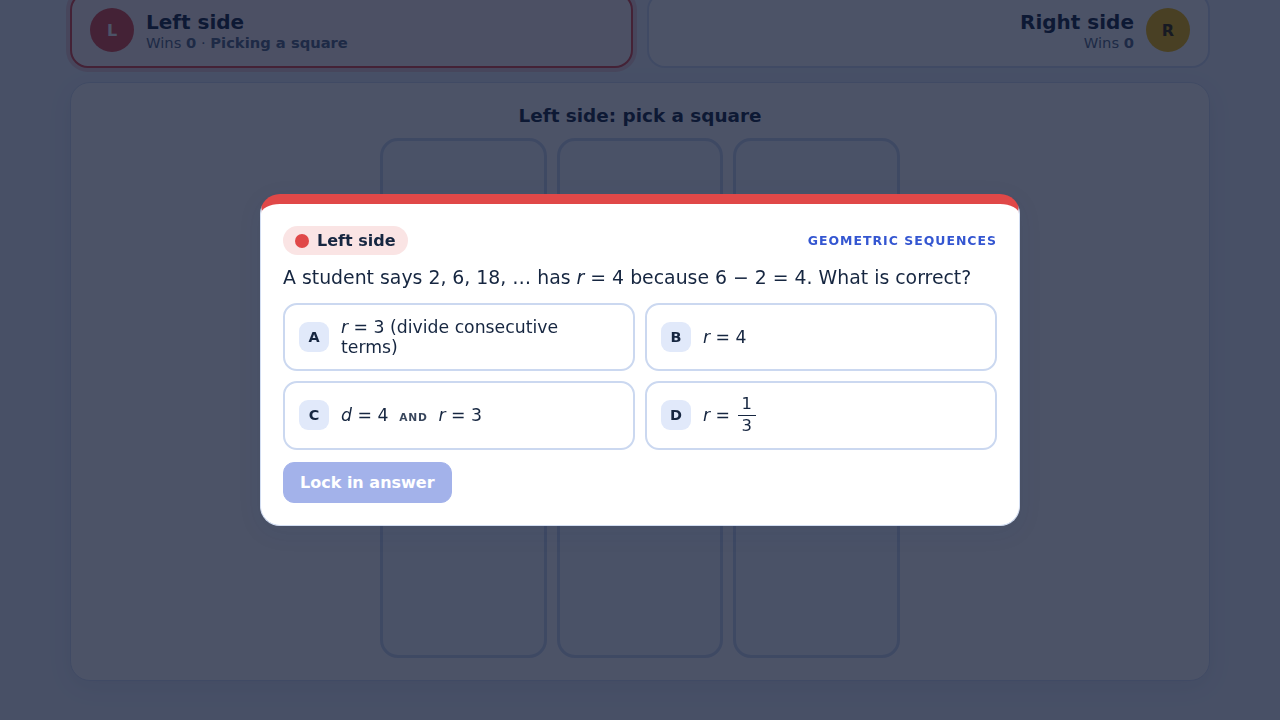 L
Left side
Wins 0 · Picking a square
Right side
Wins 0
R
Left side: pick a square
Left side
GEOMETRIC SEQUENCES
A student says 2, 6, 18, … has r = 4 because 6 − 2 = 4. What is correct?
A
r = 3 (divide consecutive
terms)
B
r = 4
C
d = 4 AND r = 3
D
r = 1/3
Lock in answer